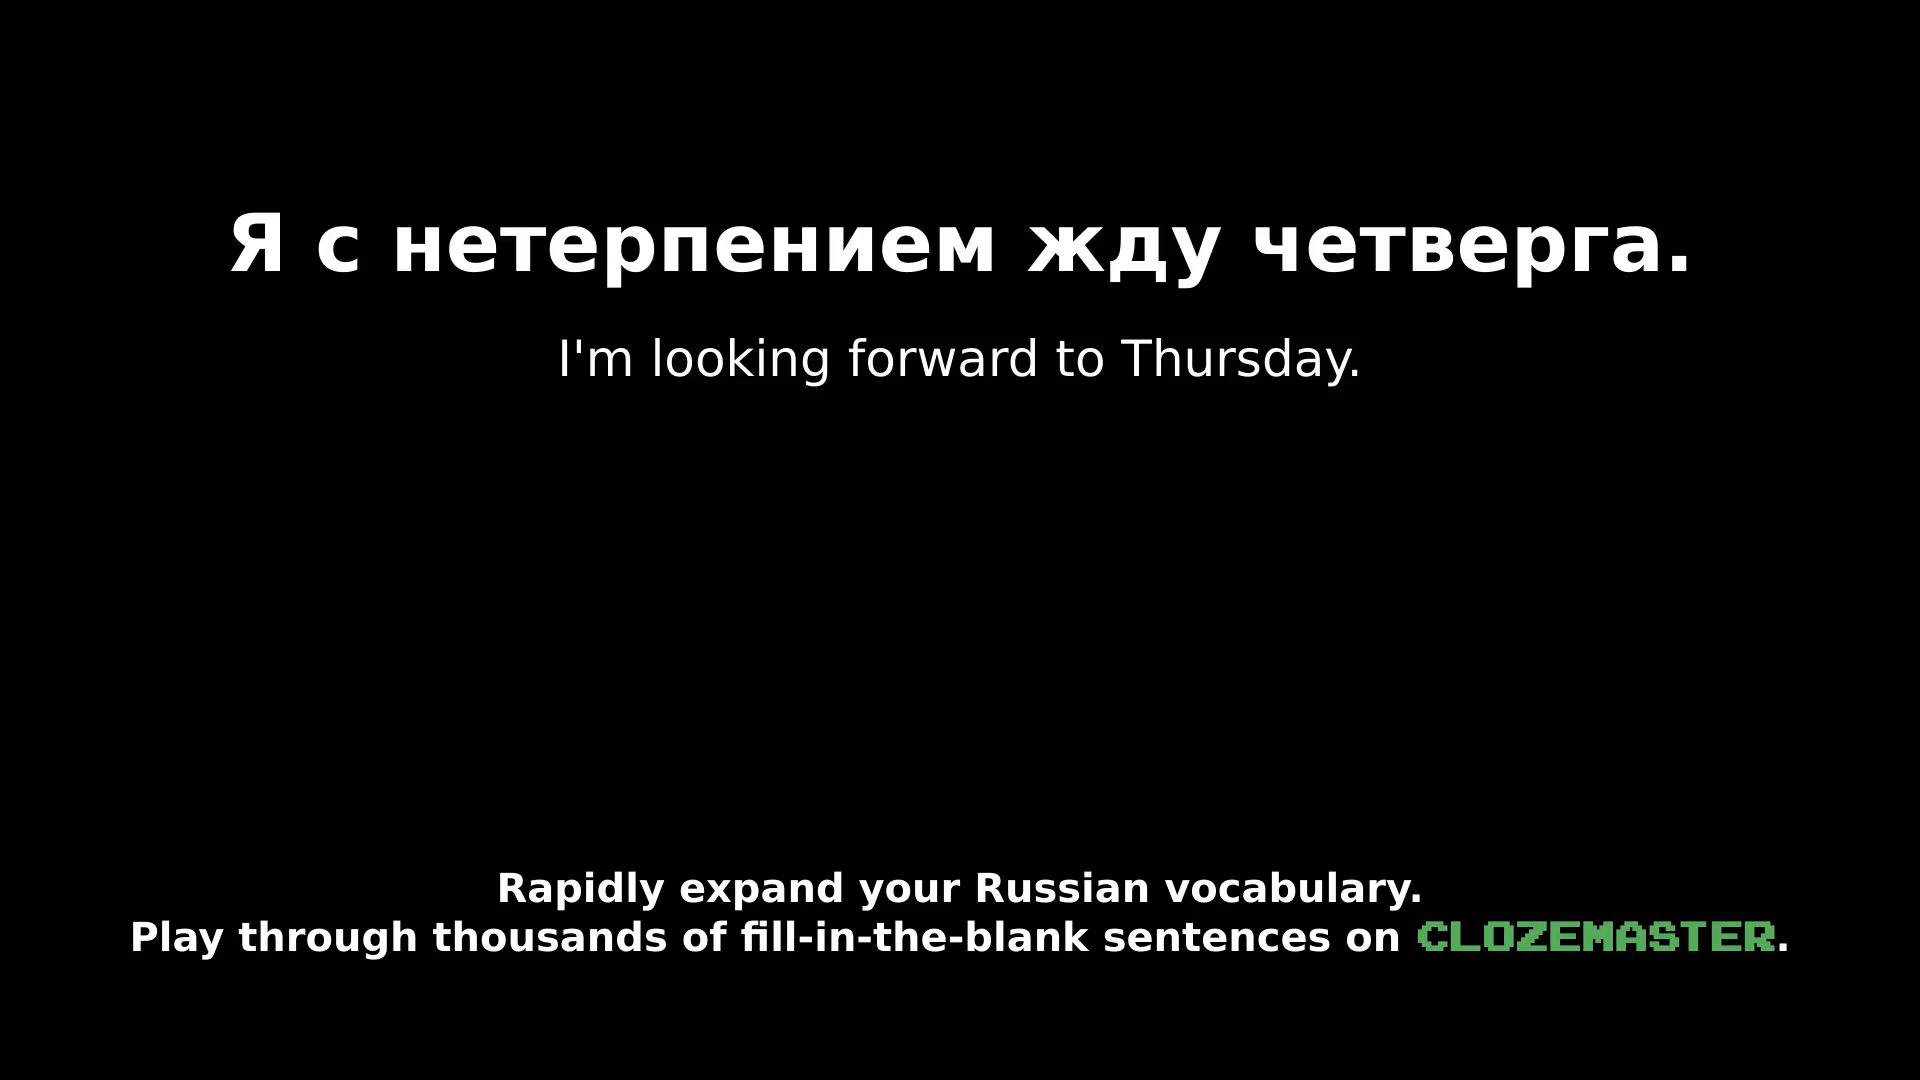 Я с нетерпением жду четверга.
I'm looking forward to Thursday.
Rapidly expand your Russian vocabulary.
Play through thousands of fill-in-the-blank sentences on CLOZEMASTER.